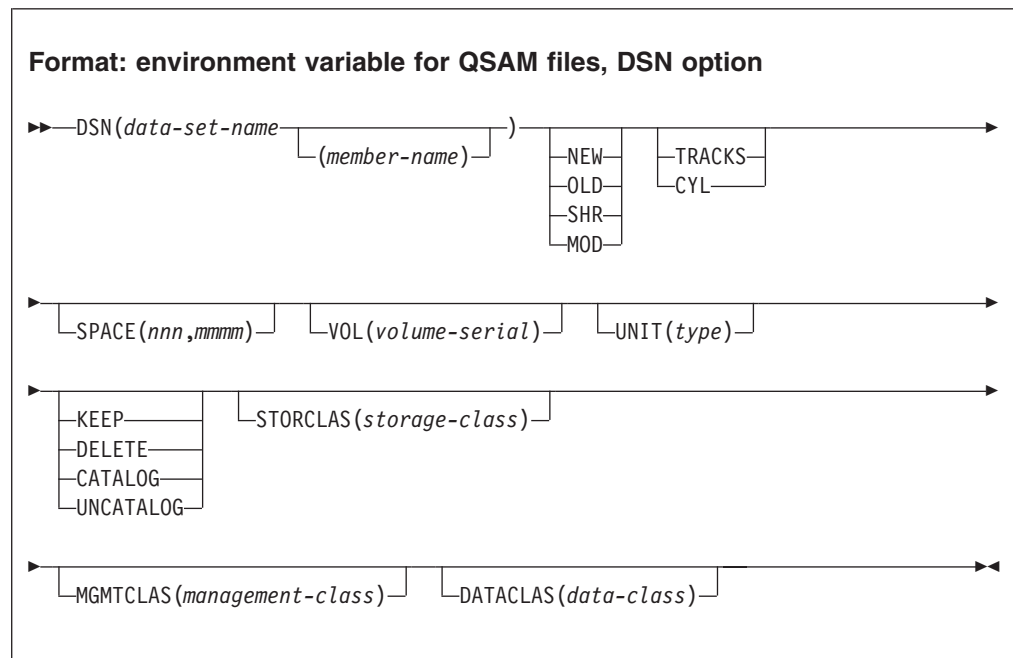 Format: environment variable for QSAM files, DSN option
DSN(data-set-name )
(member-name)
NEW
OLD
SHR
MOD
TRACKS
CYL
SPACE(nnn,mmmm)
VOL(volume-serial)
UNIT(type)
KEEP
DELETE
CATALOG
UNCATALOG
STORCLAS(storage-class)
MGMTCLAS(management-class)
DATACLAS(data-class)